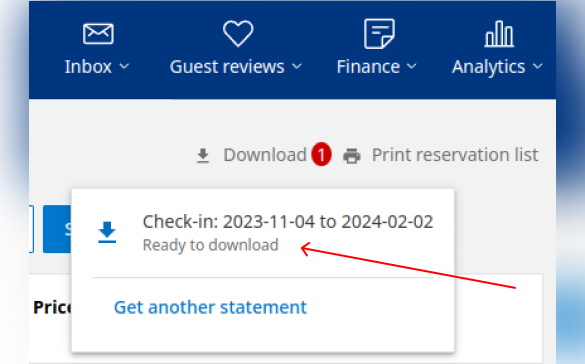 Inbox
Guest reviews
Finance
Analytics
Download 1
Print reservation list
S
Check-in: 2023-11-04 to 2024-02-02
Ready to download
Price
Get another statement